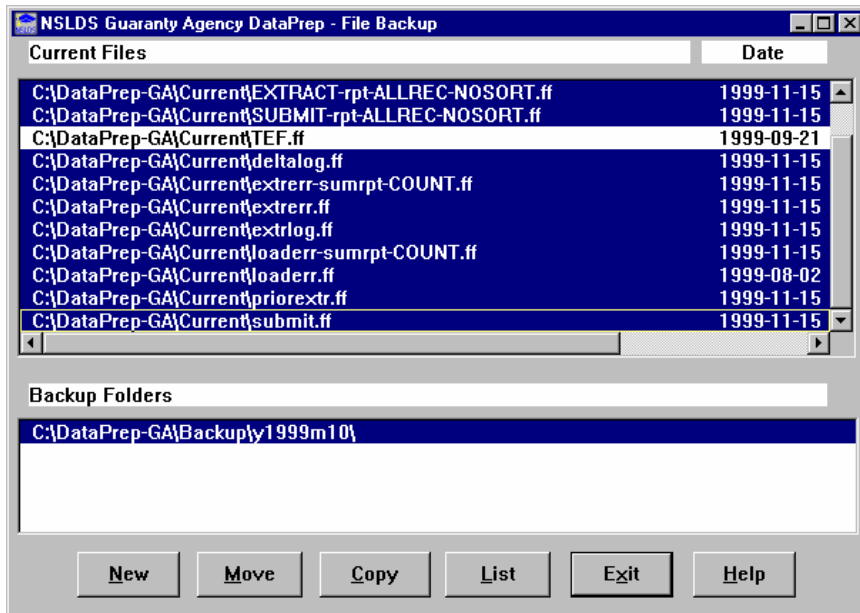 NSLDS Guaranty Agency DataPrep - File Backup
Current Files Date
C:\DataPrep-GA\Current\EXTRACT-rpt-ALLREC-NOSORT.ff 1999-11-15
C:\DataPrep-GA\Current\SUBMIT-rpt-ALLREC-NOSORT.ff 1999-11-15
C:\DataPrep-GA\Current\TEF.ff 1999-09-21
C:\DataPrep-GA\Current\deltalog.ff 1999-11-15
C:\DataPrep-GA\Current\extrerr-sumrpt-COUNT.ff 1999-11-15
C:\DataPrep-GA\Current\extrerr.ff 1999-11-15
C:\DataPrep-GA\Current\extrlog.ff 1999-11-15
C:\DataPrep-GA\Current\loaderr-sumrpt-COUNT.ff 1999-11-15
C:\DataPrep-GA\Current\loaderr.ff 1999-08-02
C:\DataPrep-GA\Current\priorextr.ff 1999-11-15
C:\DataPrep-GA\Current\submit.ff 1999-11-15
Backup Folders
C:\DataPrep-GA\Backup\y1999m10\
New Move Copy List Exit Help